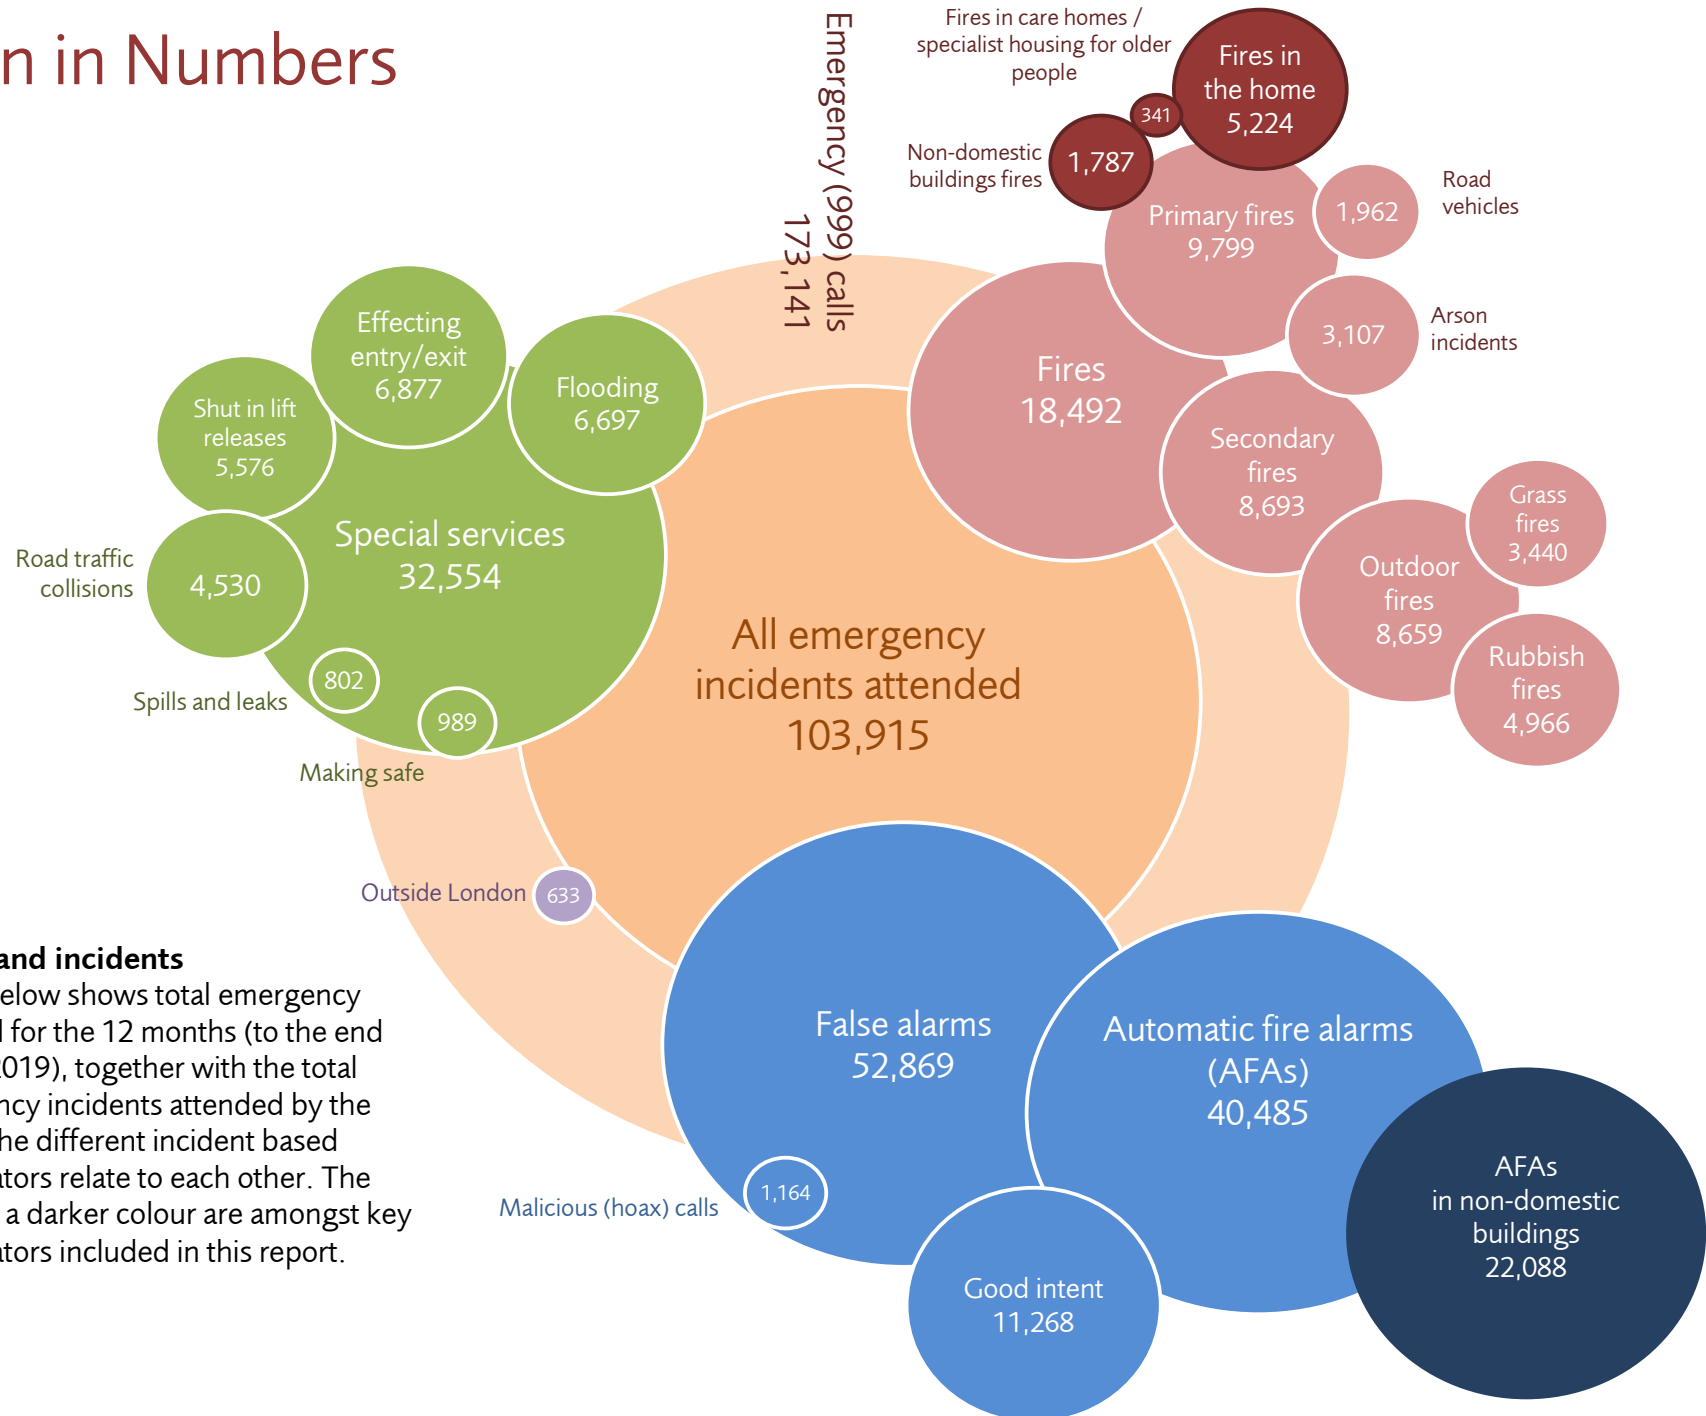 n in Numbers
Emergency (999) calls
173,141
Fires in care homes /
specialist housing for older
people
341
Fires in
the home
5,224
Non-domestic
buildings fires
1,787
Primary fires
9,799
1,962
Road
vehicles
3,107
Arson
incidents
Fires
18,492
Secondary
fires
8,693
Outdoor
fires
8,659
Grass
fires
3,440
Rubbish
fires
4,966
Effecting
entry/exit
6,877
Flooding
6,697
Shut in lift
releases
5,576
Special services
32,554
Road traffic
collisions
4,530
802
Spills and leaks
989
Making safe
All emergency
incidents attended
103,915
Outside London
633
and incidents
elow shows total emergency
l for the 12 months (to the end
2019), together with the total
ncy incidents attended by the
he different incident based
ators relate to each other. The
a darker colour are amongst key
ators included in this report.
False alarms
52,869
Automatic fire alarms
(AFAs)
40,485
AFAs
in non-domestic
buildings
22,088
Malicious (hoax) calls
1,164
Good intent
11,268